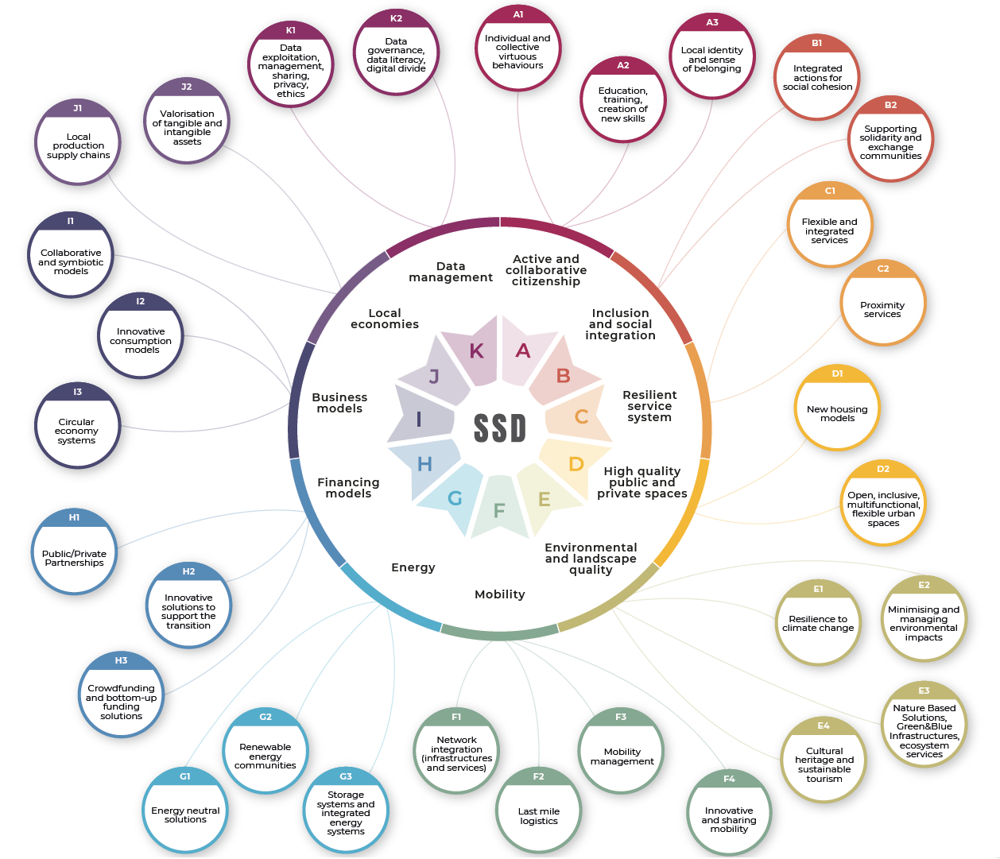 K1
Data
exploitation,
management,
sharing,
privacy,
ethics
K2
Data
governance,
data literacy,
digital divide
A1
Individual and
collective
virtuous
behaviours
A2
Education,
training,
creation of
new skills
A3
Local identity
and sense
of belonging
B1
Integrated
actions for
social cohesion
B2
Supporting
solidarity and
exchange
communities
C1
Flexible and
integrated
services
C2
Proximity
services
D1
New housing
models
D2
Open, inclusive,
multifunctional,
flexible urban
spaces
E1
Resilience to
climate change
E2
Minimising and
managing
environmental
impacts
E3
Nature Based
Solutions,
Green&Blue
Infrastructures,
ecosystem
services
E4
Cultural
heritage and
sustainable
tourism
F1
Network
integration
(infrastructures
and services)
F2
Last mile
logistics
F3
Mobility
management
F4
Innovative
and sharing
mobility
G1
Energy neutral
solutions
G2
Renewable
energy
communities
G3
Storage
systems and
integrated
energy
systems
H1
Public/Private
Partnerships
H2
Innovative
solutions to
support the
transition
H3
Crowdfunding
and bottom-up
funding
solutions
I1
Collaborative
and symbiotic
models
I2
Innovative
consumption
models
I3
Circular
economy
systems
J1
Local
production
supply chains
J2
Valorisation
of tangible and
intangible
assets
Data
management
Active and
collaborative
citizenship
Inclusion
and social
integration
Resilient
service
system
High quality
public and
private spaces
Environmental
and landscape
quality
Mobility
Energy
Financing
models
Business
models
Local
economies
A
B
C
D
E
F
G
H
I
J
K
SSD